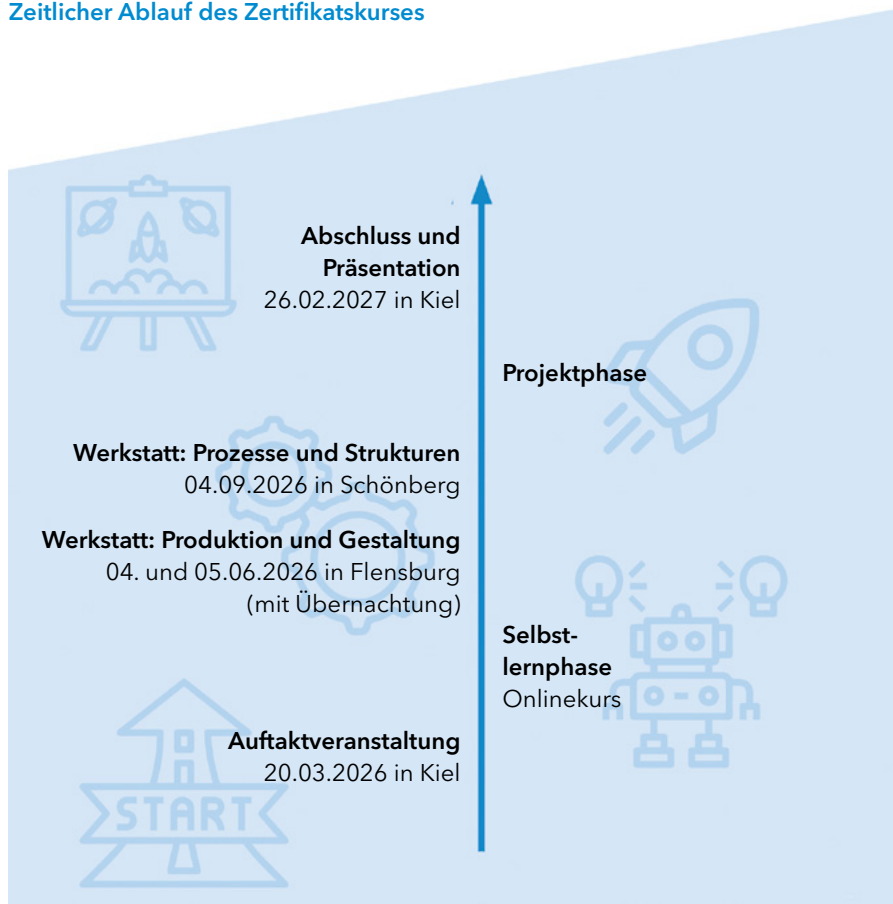 Zeitlicher Ablauf des Zertifikatskurses
Abschluss und
Präsentation
26.02.2027 in Kiel
Projektphase
Werkstatt: Prozesse und Strukturen
04.09.2026 in Schönberg
Werkstatt: Produktion und Gestaltung
04. und 05.06.2026 in Flensburg
(mit Übernachtung)
Selbst-
lernphase
Onlinekurs
Auftaktveranstaltung
20.03.2026 in Kiel
START